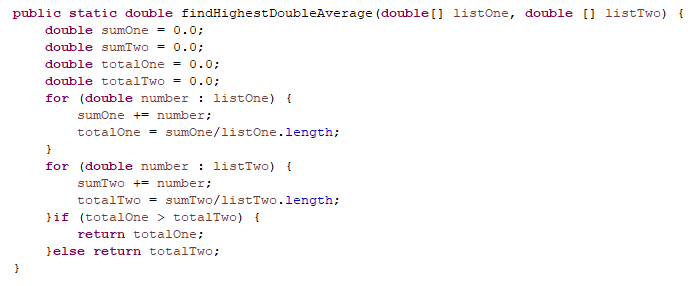 public static double findHighestDoubleAverage(double[] listOne, double [] listTwo) {
    double sumOne = 0.0;
    double sumTwo = 0.0;
    double totalOne = 0.0;
    double totalTwo = 0.0;
    for (double number : listOne) {
        sumOne += number;
        totalOne = sumOne/listOne.length;
    }
    for (double number : listTwo) {
        sumTwo += number;
        totalTwo = sumTwo/listTwo.length;
    }if (totalOne > totalTwo) {
        return totalOne;
    }else return totalTwo;
}